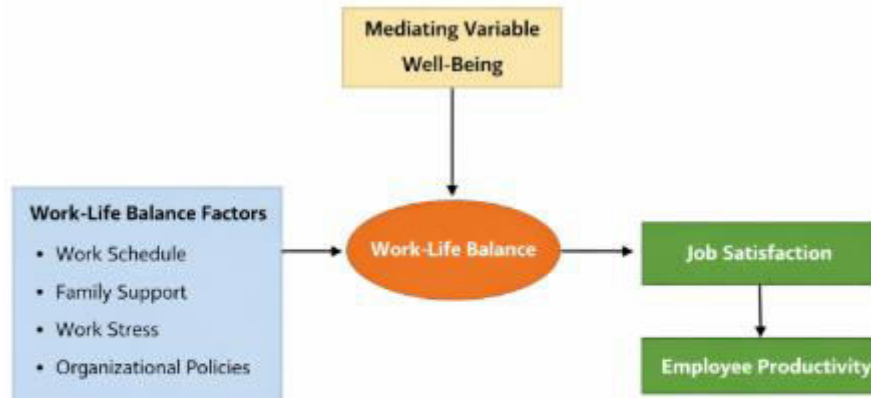 Mediating Variable
Well-Being
Work-Life Balance Factors
• Work Schedule
• Family Support
• Work Stress
• Organizational Policies
Work-Life Balance
Job Satisfaction
Employee Productivity